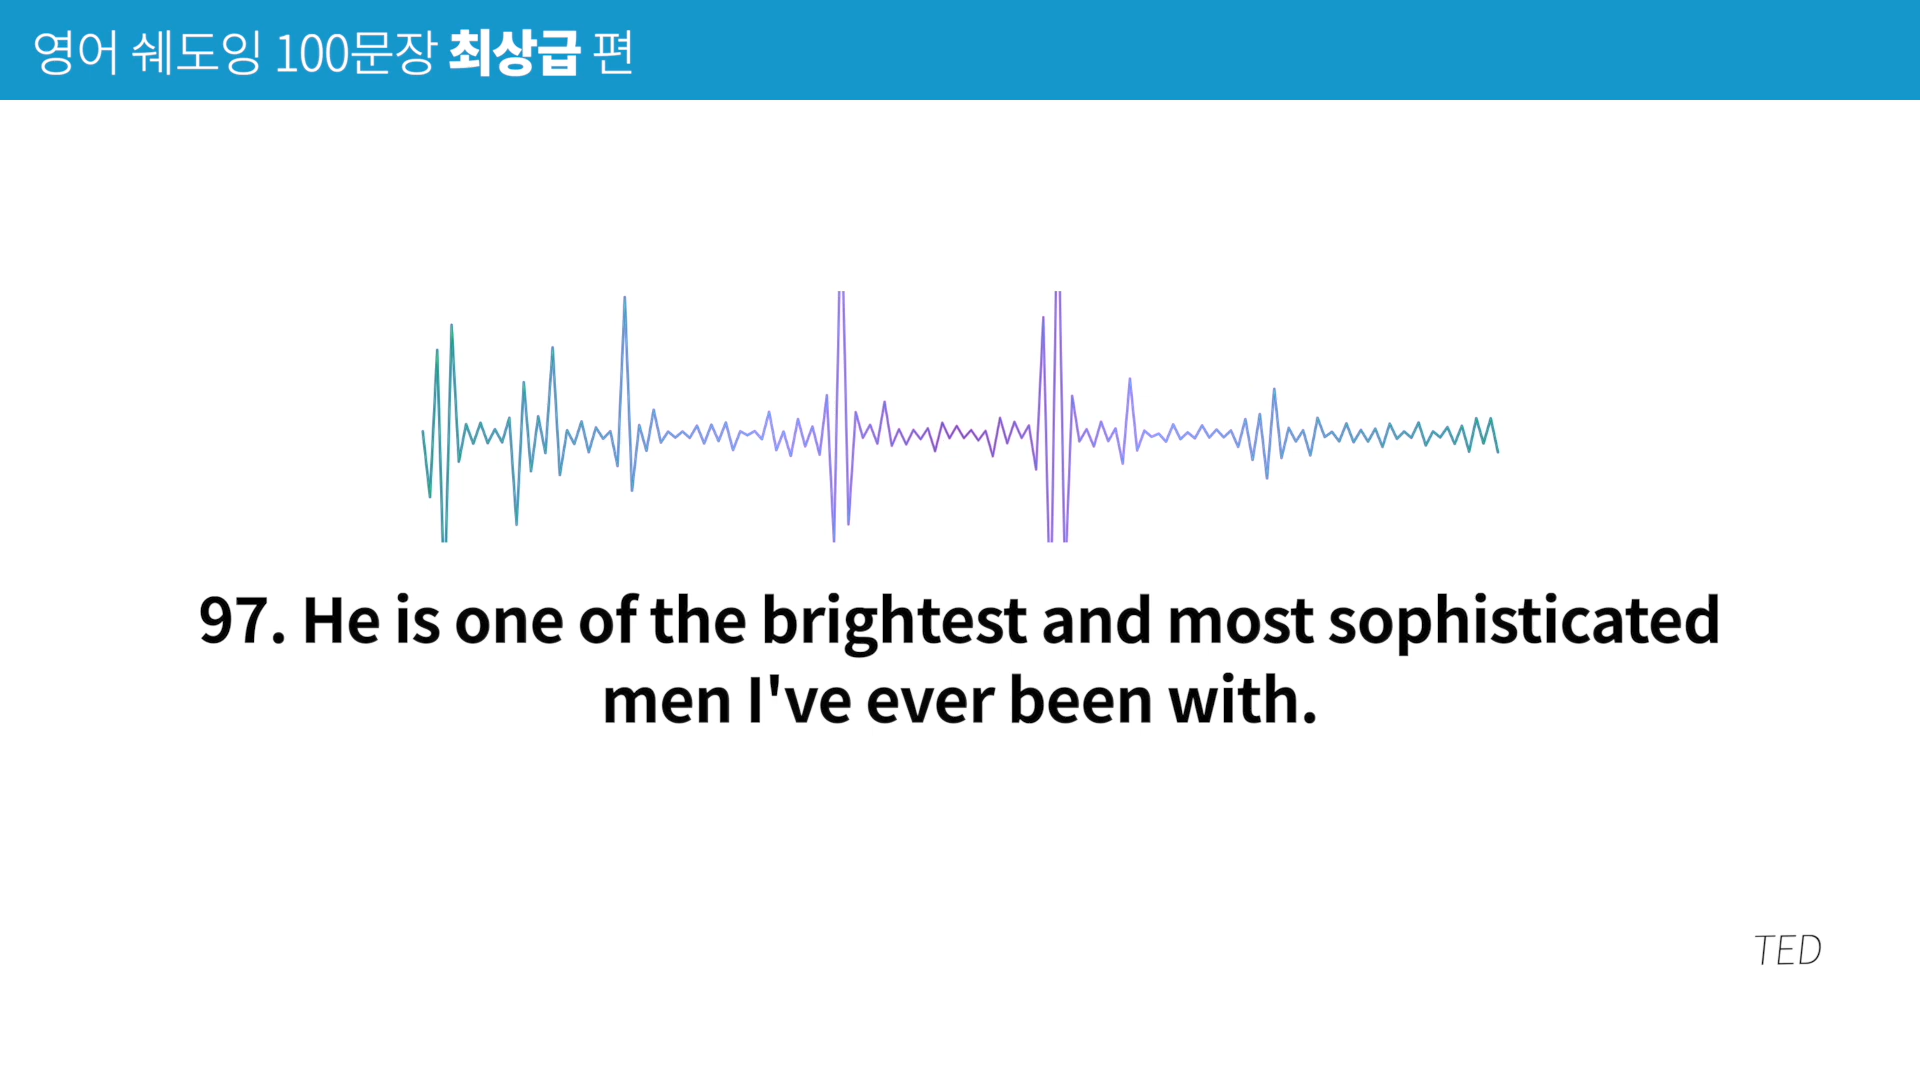 영어 쉐도잉 100문장 최상급 편
97. He is one of the brightest and most sophisticated
men I've ever been with.
TED